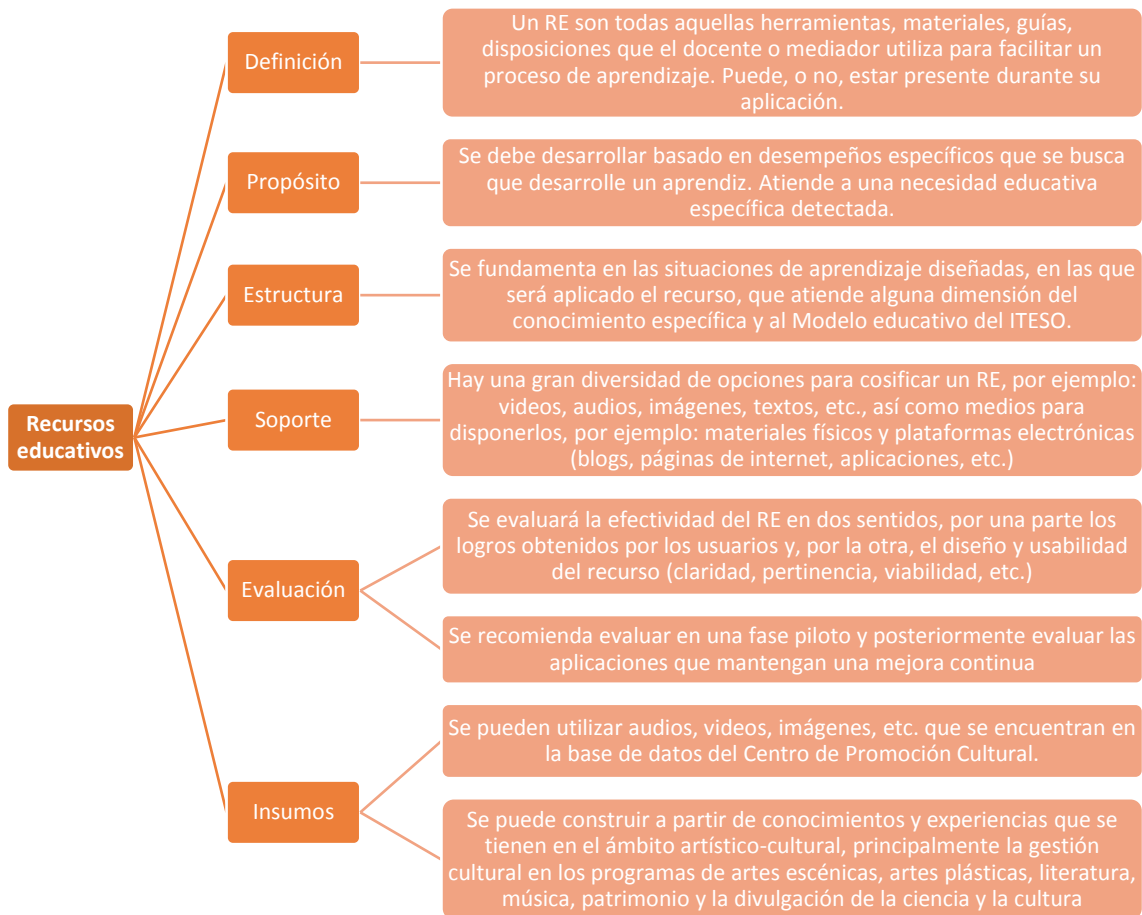 Recursos
educativos
Definición
Un RE son todas aquellas herramientas, materiales, guías,
disposiciones que el docente o mediador utiliza para facilitar un
proceso de aprendizaje. Puede, o no, estar presente durante su
aplicación.
Propósito
Se debe desarrollar basado en desempeños específicos que se busca
que desarrolle un aprendiz. Atiende a una necesidad educativa
específica detectada.
Estructura
Se fundamenta en las situaciones de aprendizaje diseñadas, en las que
será aplicado el recurso, que atiende alguna dimensión del
conocimiento específica y al Modelo educativo del ITESO.
Soporte
Hay una gran diversidad de opciones para cosificar un RE, por ejemplo:
videos, audios, imágenes, textos, etc., así como medios para
disponerlos, por ejemplo: materiales físicos y plataformas electrónicas
(blogs, páginas de internet, aplicaciones, etc.)
Evaluación
Se evaluará la efectividad del RE en dos sentidos, por una parte los
logros obtenidos por los usuarios y, por la otra, el diseño y usabilidad
del recurso (claridad, pertinencia, viabilidad, etc.)
Se recomienda evaluar en una fase piloto y posteriormente evaluar las
aplicaciones que mantengan una mejora continua
Insumos
Se pueden utilizar audios, videos, imágenes, etc. que se encuentran en
la base de datos del Centro de Promoción Cultural.
Se puede construir a partir de conocimientos y experiencias que se
tienen en el ámbito artístico-cultural, principalmente la gestión
cultural en los programas de artes escénicas, artes plásticas, literatura,
música, patrimonio y la divulgación de la ciencia y la cultura